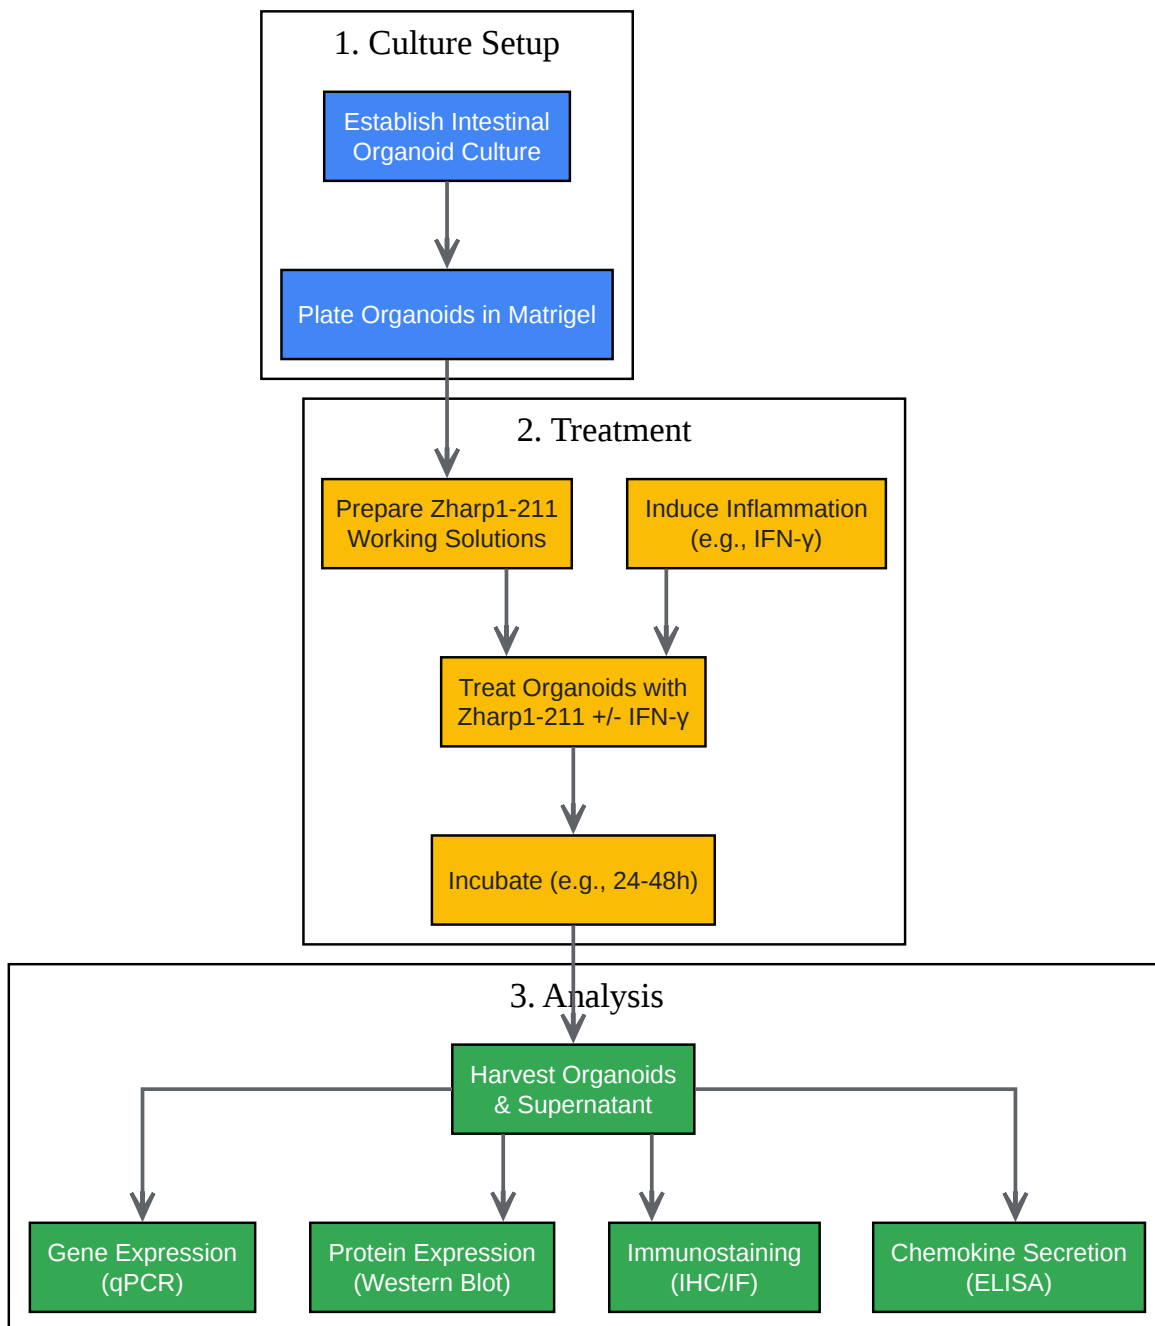 1. Culture Setup
Establish Intestinal
Organoid Culture
Plate Organoids in Matrigel
2. Treatment
Prepare Zharp1-211
Working Solutions
Induce Inflammation
(e.g., IFN-γ)
Treat Organoids with
Zharp1-211 +/- IFN-γ
Incubate (e.g., 24-48h)
3. Analysis
Harvest Organoids
& Supernatant
Gene Expression
(qPCR)
Protein Expression
(Western Blot)
Immunostaining
(IHC/IF)
Chemokine Secretion
(ELISA)